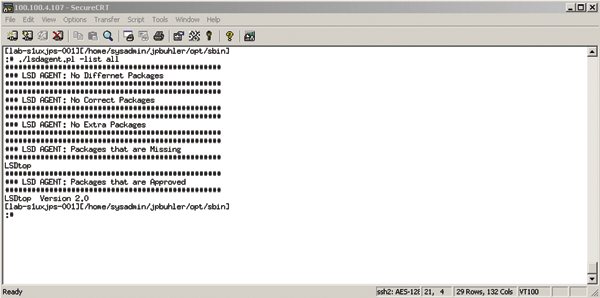 100.100.4.107 - SecureCRT
File Edit View Options Transfer Script Tools Window Help
[lab-s1uxjps-001][/home/sysadmin/jpbuhler/opt/sbin]
:# ./lsdagent.pl -list all
################################################
### LSD AGENT: No Differnet Packages
################################################
################################################
### LSD AGENT: No Correct Packages
################################################
################################################
### LSD AGENT: No Extra Packages
################################################
################################################
### LSD AGENT: Packages that are Missing
################################################
LSDtop
################################################
### LSD AGENT: Packages that are Approved
################################################
LSDtop Version 2.0
[lab-s1uxjps-001][/home/sysadmin/jpbuhler/opt/sbin]
:#
Ready ssh2: AES-128 21, 4 29 Rows, 132 Cols VT100